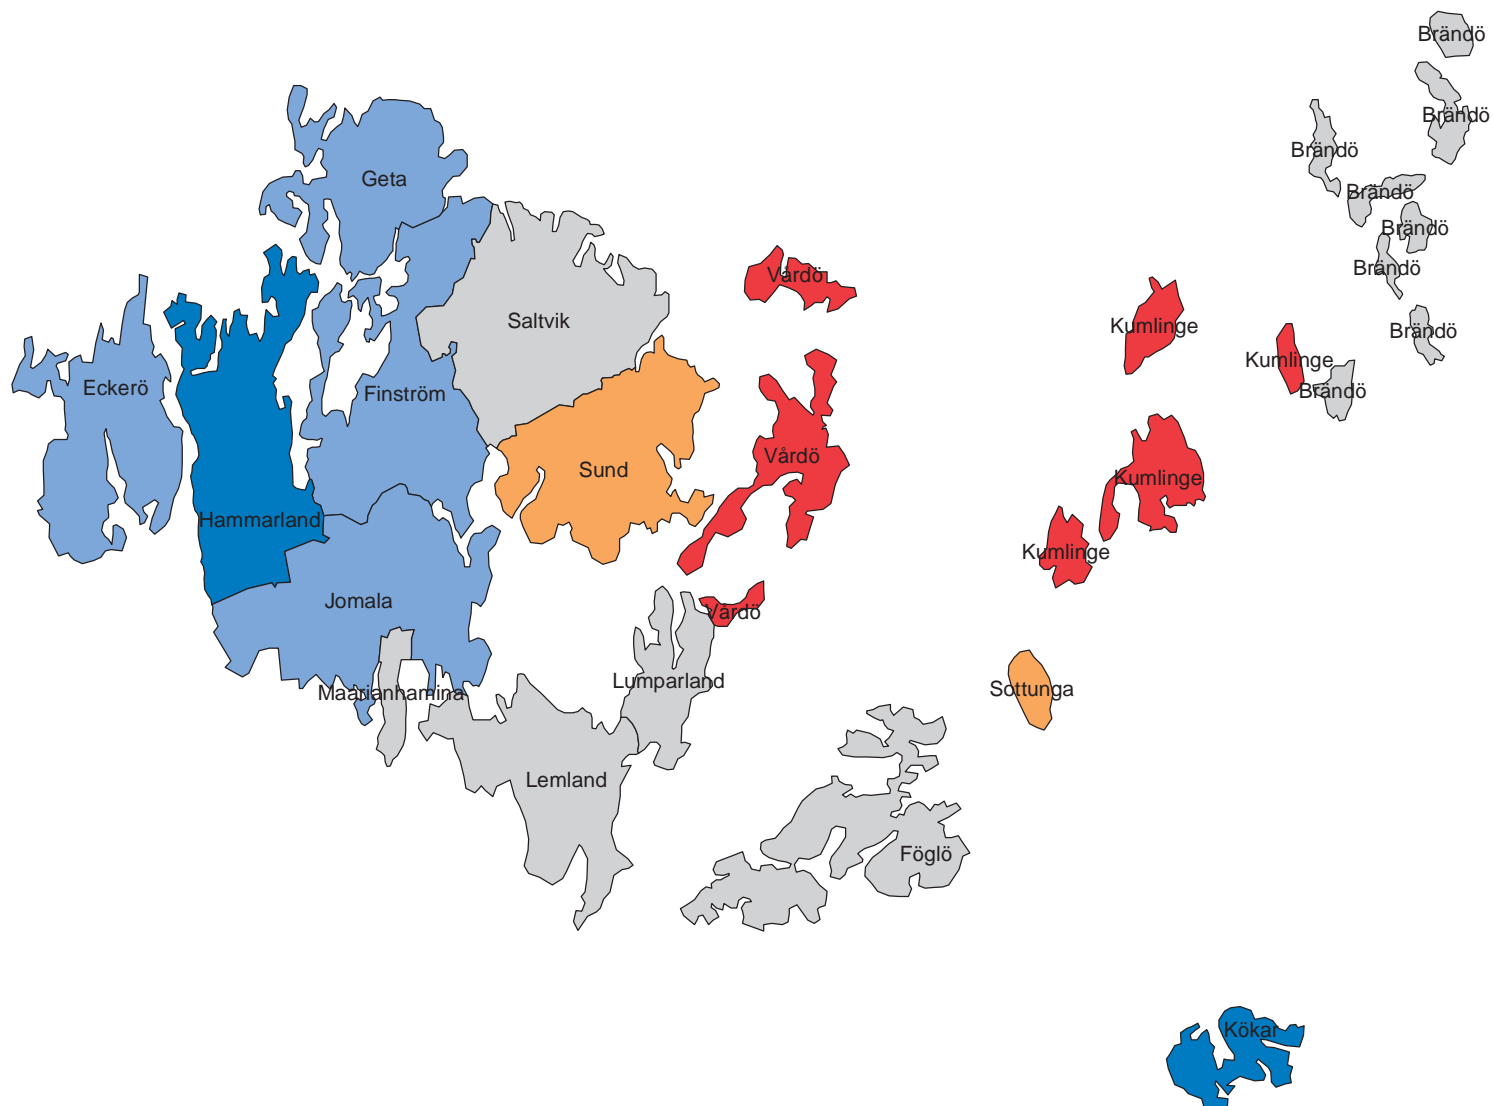 Brändö
Brändö
Brändö
Geta
Brändö
Brändö
Brändö
Vårdö
Saltvik
Kumlinge
Brändö
Kumlinge
Eckerö
Finström
Brändö
Vårdö
Sund
Kumlinge
Hammarland
Kumlinge
Jomala
Vårdö
Lumparland
Sottunga
Maarianhamina
Lemland
Föglö
Kökar